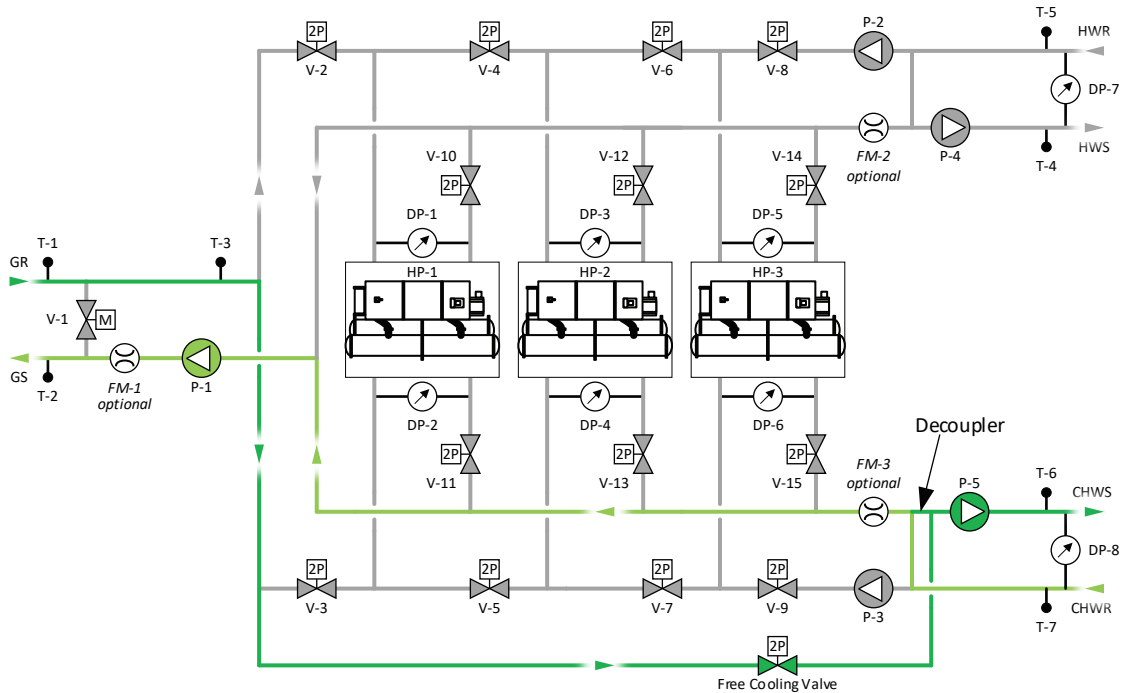 T-5
P-2
2P
2P
2P
2P
HWR
V-2
V-4
V-6
V-8
DP-7
V-10
V-12
V-14
FM-2
optional
P-4
T-4
HWS
2P
2P
2P
DP-1
DP-3
DP-5
T-1
T-3
GR
HP-1
HP-2
HP-3
V-1
M
GS
T-2
FM-1
optional
P-1
DP-2
DP-4
DP-6
Decoupler
2P
2P
2P
V-11
V-13
V-15
FM-3
optional
P-5
T-6
CHWS
DP-8
2P
2P
2P
2P
V-3
V-5
V-7
V-9
P-3
T-7
CHWR
2P
Free Cooling Valve